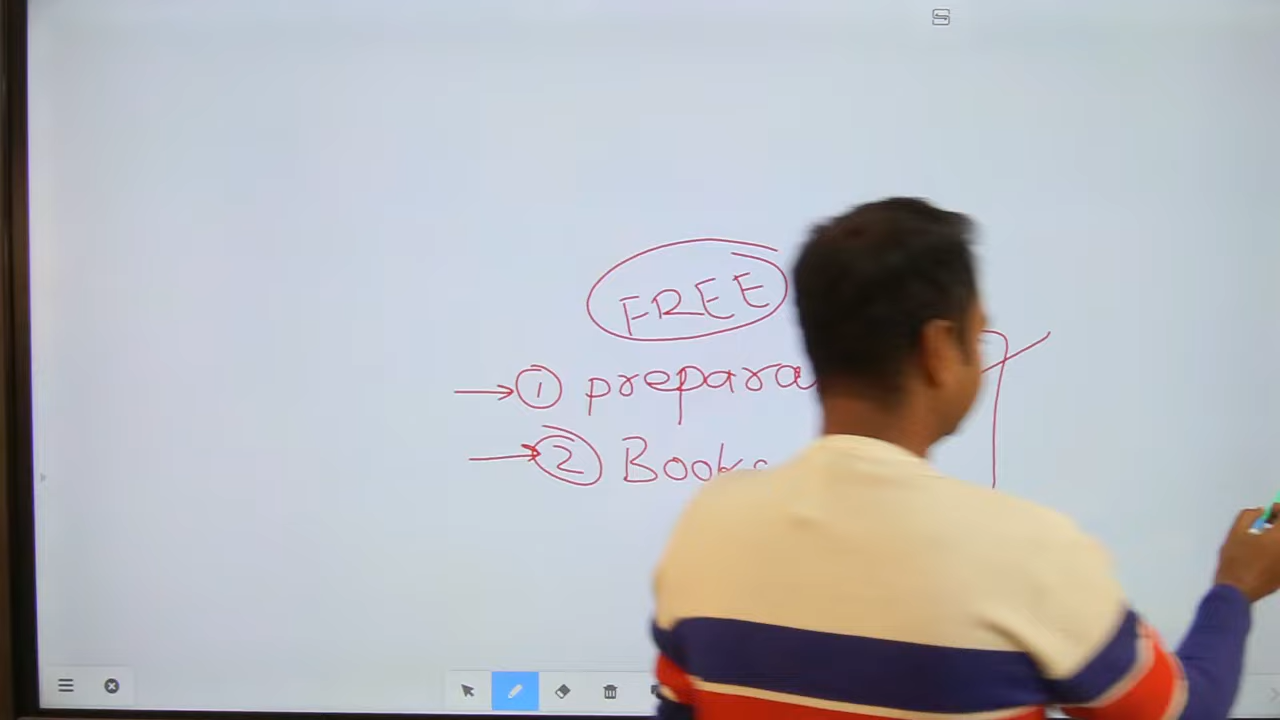 FREE
→ ① prepara
→ ② Books